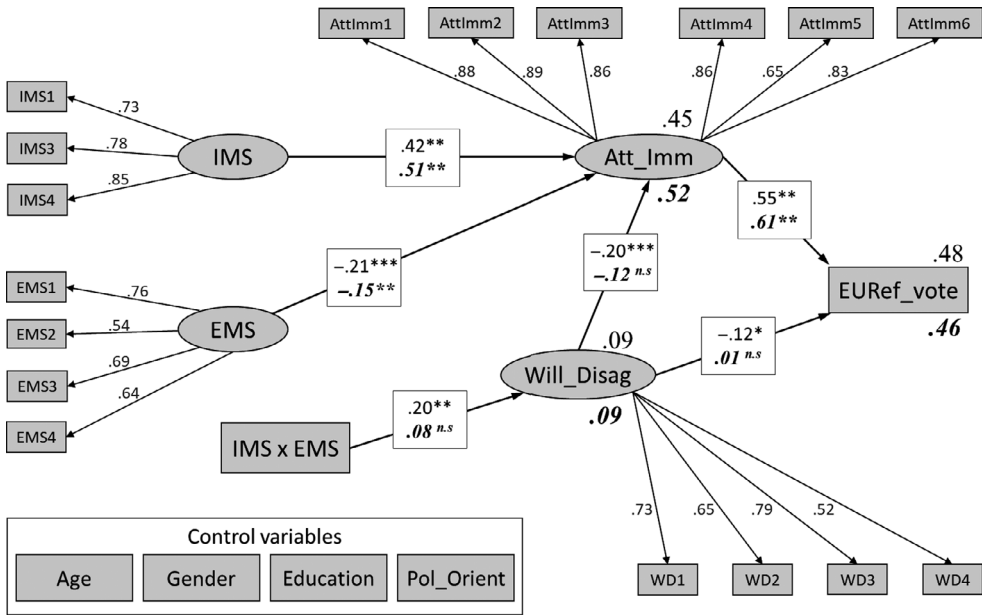 AttImm1
AttImm2
AttImm3
AttImm4
AttImm5
AttImm6
.88
.89
.86
.86
.65
.83
IMS1
IMS3
IMS4
.73
.78
.85
IMS
.42**
.51**
.45
Att_Imm
.52
.55**
.61**
EMS1
EMS2
EMS3
EMS4
.76
.54
.69
.64
EMS
–.21***
–.15**
–.20***
–.12 n.s
.48
EURef_vote
.46
–.12*
.01 n.s
.09
Will_Disag
.09
IMS x EMS
.20**
.08 n.s
.73
.65
.79
.52
WD1
WD2
WD3
WD4
Control variables
Age
Gender
Education
Pol_Orient